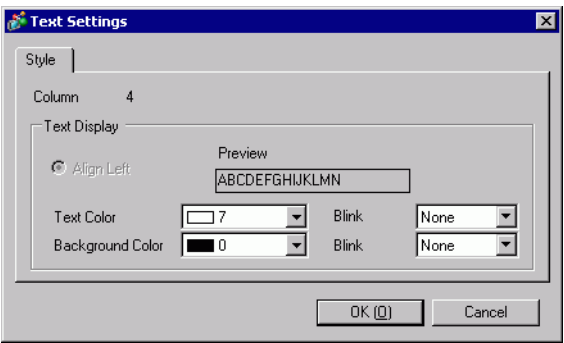 Text Settings
Style
Column 4
Text Display
Preview
Align Left
ABCDEFGHIJKLMN
Text Color 7 Blink None
Background Color 0 Blink None
OK (O) Cancel